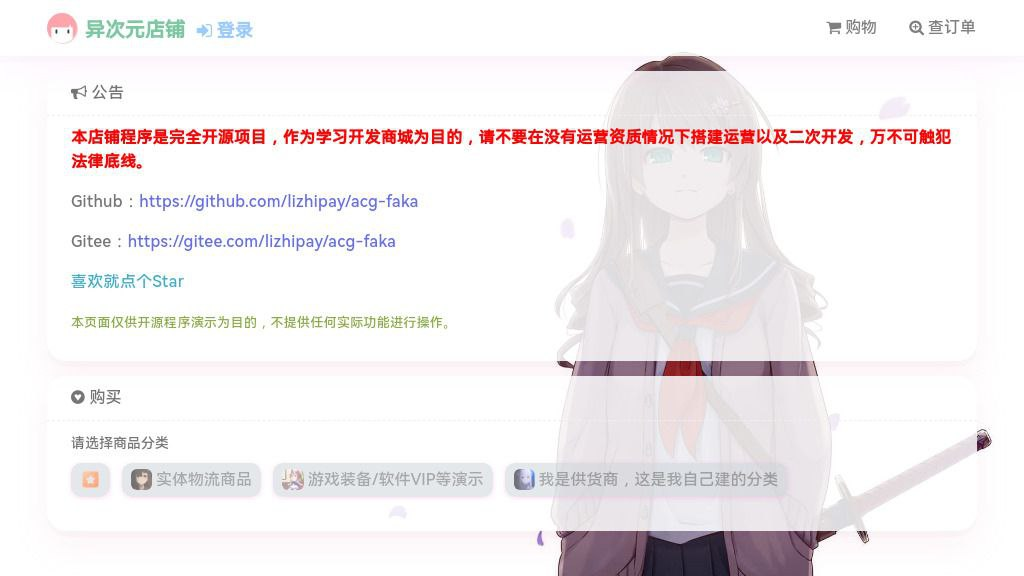 异次元店铺 登录 购物 查订单
公告
本店铺程序是完全开源项目，作为学习开发商城为目的，请不要在没有运营资质情况下搭建运营以及二次开发，万不可触犯
法律底线。
Github：https://github.com/lizhipay/acg-faka
Gitee：https://gitee.com/lizhipay/acg-faka
喜欢就点个Star
本页面仅供开源程序演示为目的，不提供任何实际功能进行操作。
购买
请选择商品分类
实体物流商品 游戏装备/软件VIP等演示 我是供货商，这是我自己建的分类